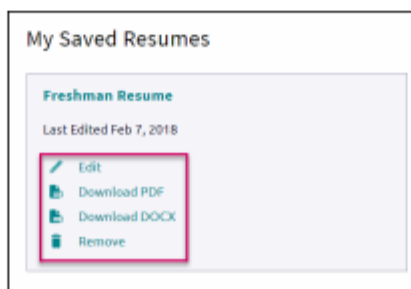 My Saved Resumes
Freshman Resume
Last Edited Feb 7, 2018
Edit
Download PDF
Download DOCX
Remove